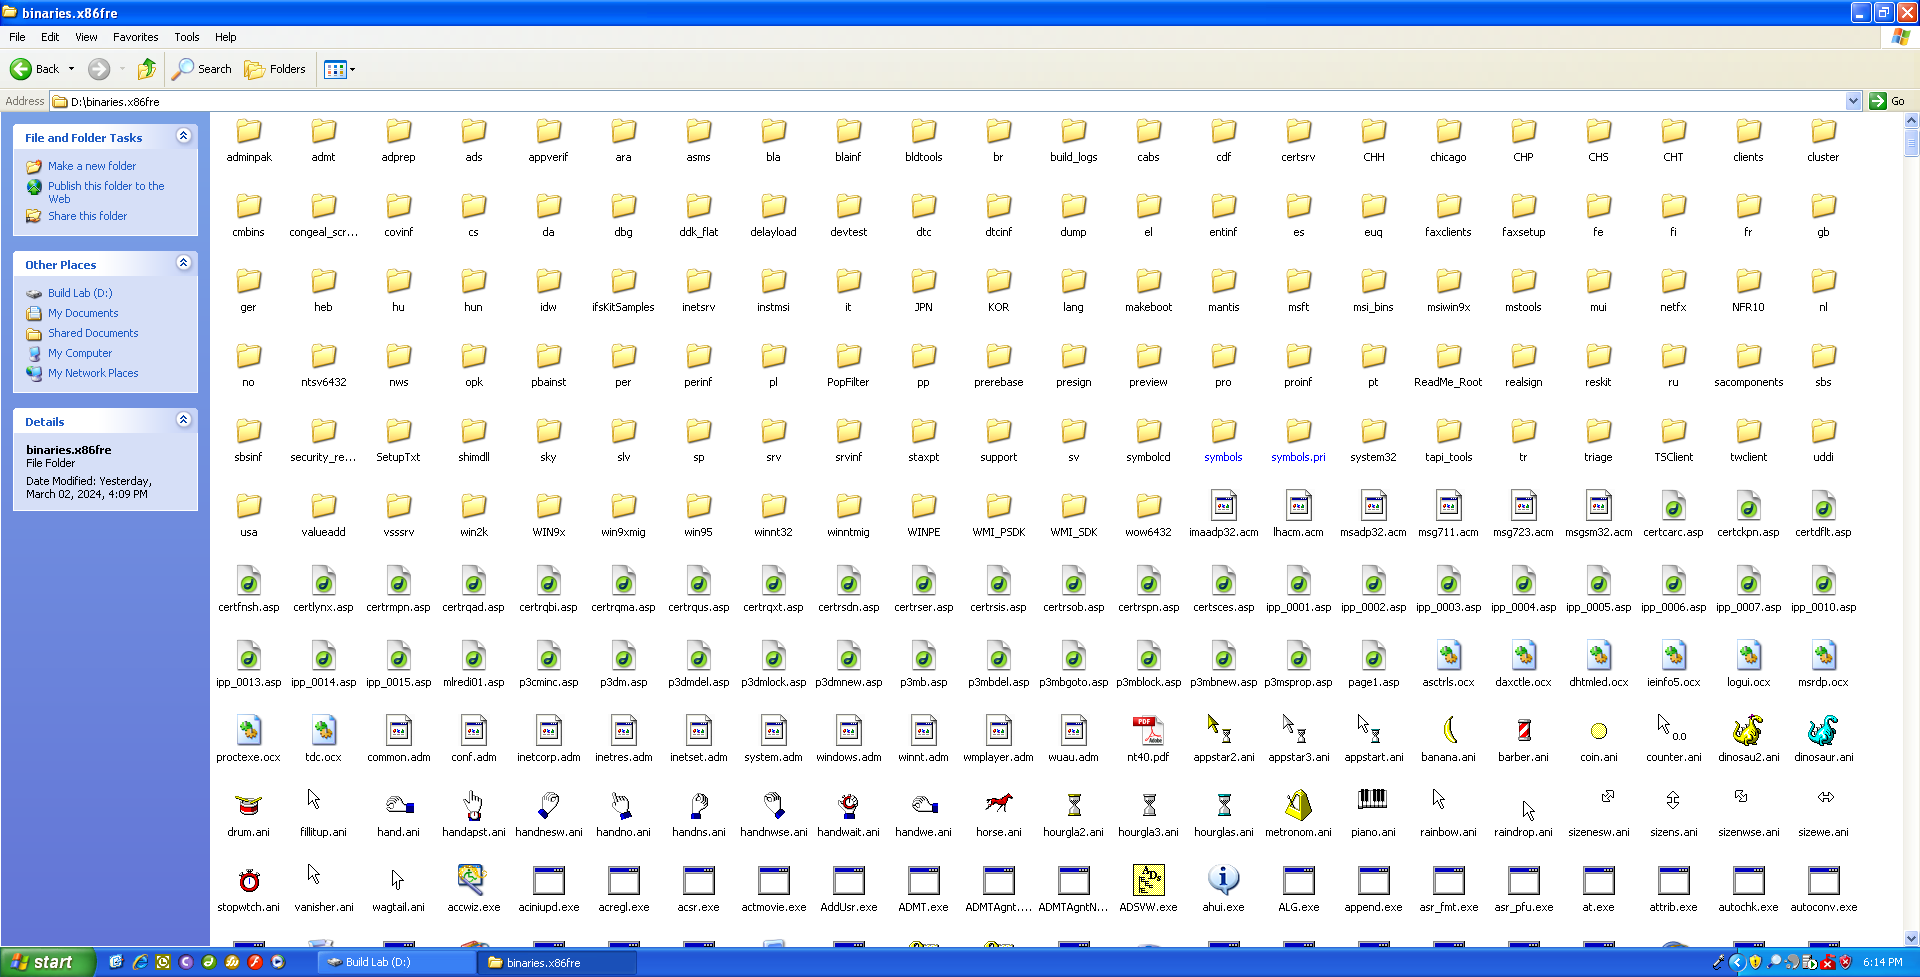 binaries.x86fre
File Edit View Favorites Tools Help
Back Search Folders
Address D:\binaries.x86fre Go
File and Folder Tasks
Make a new folder
Publish this folder to the
Web
Share this folder
Other Places
Build Lab (D:)
My Documents
Shared Documents
My Computer
My Network Places
Details
binaries.x86fre
File Folder
Date Modified: Yesterday,
March 02, 2024, 4:09 PM
adminpak admt adprep ads appverif ara asms bla blainf bldtools br build_logs cabs cdf certsrv CHH chicago CHP CHS CHT clients cluster
cmbins congeal_scr... covinf cs da dbg ddk_flat delayload devtest dtc dtcinf dump el entinf es euq faxclients faxsetup fe fi fr gb
ger heb hu hun idw ifsKitSamples inetsrv instmsi it JPN KOR lang makeboot mantis msft msi_bins msiwin9x mstools mui netfx NFR10 nl
no ntsv6432 nws opk pbainst per perinf pl PopFilter pp prerebase presign preview pro proinf pt ReadMe_Root realsign reskit ru sacomponents sbs
sbsinf security_re... SetupTxt shimdll sky slv sp srv srvinf staxpt support sv symbolcd symbols symbols.pri system32 tapi_tools tr triage TSClient twclient uddi
usa valueadd vsssrv win2k WIN9x win9xmig win95 winnt32 winntmig WINPE WMI_PSDK WMI_SDK wow6432 imaadp32.acm lhacm.acm msadp32.acm msg711.acm msg723.acm msgsm32.acm certcarc.asp certckpn.asp certdflt.asp
certfnsh.asp certlynx.asp certrmpn.asp certrqad.asp certrqbi.asp certrqma.asp certrqus.asp certrqxt.asp certrsdn.asp certrser.asp certrsis.asp certrsob.asp certrspn.asp certsces.asp ipp_0001.asp ipp_0002.asp ipp_0003.asp ipp_0004.asp ipp_0005.asp ipp_0006.asp ipp_0007.asp ipp_0010.asp
ipp_0013.asp ipp_0014.asp ipp_0015.asp mlredi01.asp p3cminc.asp p3dm.asp p3dmdel.asp p3dmlock.asp p3dmnew.asp p3mb.asp p3mbdel.asp p3mbgoto.asp p3mblock.asp p3mbnew.asp p3msprop.asp page1.asp asctrls.ocx daxctle.ocx dhtmled.ocx ieinfo5.ocx logui.ocx msrdp.ocx
proctexe.ocx tdc.ocx common.adm conf.adm inetcorp.adm inetres.adm inetset.adm system.adm windows.adm winnt.adm wmplayer.adm wuau.adm nt40.pdf appstar2.ani appstar3.ani appstart.ani banana.ani barber.ani coin.ani counter.ani dinosau2.ani dinosaur.ani
drum.ani fillitup.ani hand.ani handapst.ani handnesw.ani handno.ani handns.ani handnwse.ani handwait.ani handwe.ani horse.ani hourgla2.ani hourgla3.ani hourglas.ani metronom.ani piano.ani rainbow.ani raindrop.ani sizenesw.ani sizens.ani sizenwse.ani sizewe.ani
stopwtch.ani vanisher.ani wagtail.ani accwiz.exe aciniupd.exe acregl.exe acsr.exe actmovie.exe AddUsr.exe ADMT.exe ADMTAgnt.... ADMTAgntN... ADSVW.exe ahui.exe ALG.exe append.exe asr_fmt.exe asr_pfu.exe at.exe attrib.exe autochk.exe autoconv.exe
start Build Lab (D:) binaries.x86fre 6:14 PM